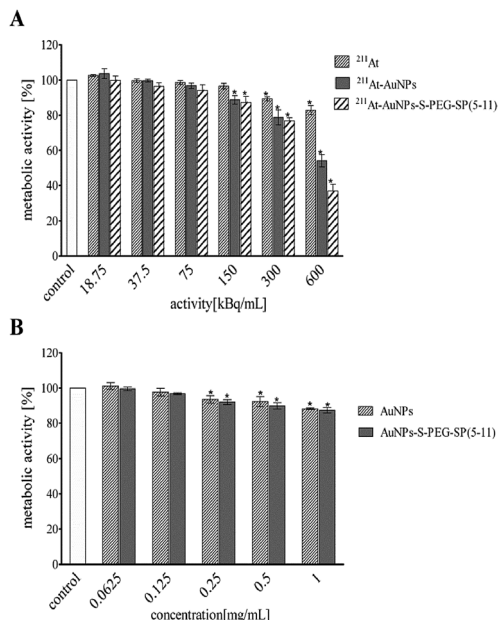 A
120
100
80
60
40
20
0
metabolic activity [%]
control
18.75
37.5
75
150
300
600
activity[kBq/mL]
* * * * * * *
²¹¹At
²¹¹At-AuNPs
²¹¹At-AuNPs-S-PEG-SP(5-11)
B
120
100
80
60
40
20
0
metabolic activity [%]
control
0.0625
0.125
0.25
0.5
1
concentration[mg/mL]
* * * * * *
AuNPs
AuNPs-S-PEG-SP(5-11)